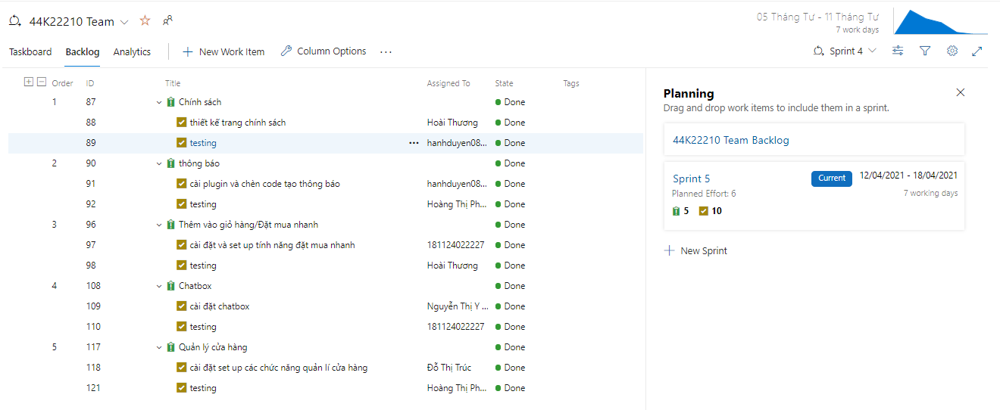 44K22210 Team
05 Tháng Tư - 11 Tháng Tư
7 work days
Taskboard Backlog Analytics New Work Item Column Options ... Sprint 4
Order ID Title Assigned To State Tags
1 87 Chính sách Done
88 thiết kế trang chính sách Hoài Thương Done
89 testing ... hanhduyen08... Done
2 90 thông báo Done
91 cài plugin và chèn code tạo thông báo hanhduyen08... Done
92 testing Hoàng Thị Ph... Done
3 96 Thêm vào giỏ hàng/Đặt mua nhanh Done
97 cài đặt và set up tính năng đặt mua nhanh 181124022227 Done
98 testing Hoài Thương Done
4 108 Chatbox Done
109 cài đặt chatbox Nguyễn Thị Y ... Done
110 testing 181124022227 Done
5 117 Quản lý cửa hàng Done
118 cài đặt set up các chức năng quản lí cửa hàng Đỗ Thị Trúc Done
121 testing Hoàng Thị Ph... Done
Planning
Drag and drop work items to include them in a sprint.
44K22210 Team Backlog
Sprint 5 Current 12/04/2021 - 18/04/2021
Planned Effort: 6 7 working days
5 10
New Sprint